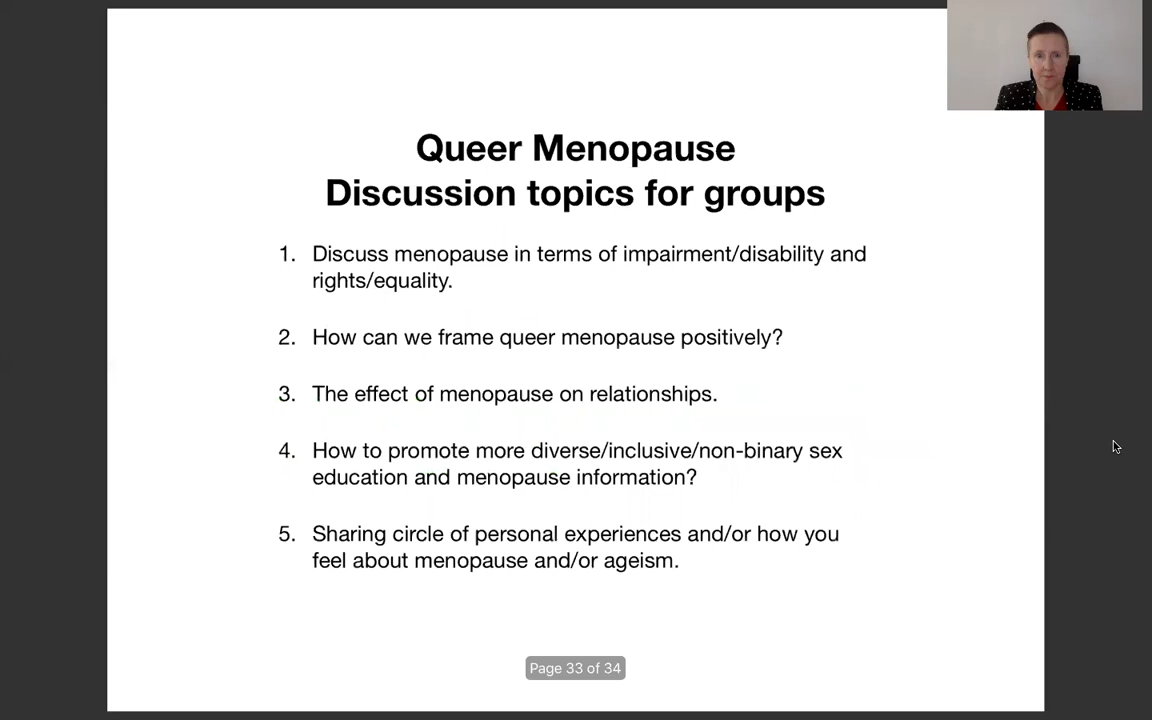 Queer Menopause
Discussion topics for groups
1. Discuss menopause in terms of impairment/disability and
rights/equality.
2. How can we frame queer menopause positively?
3. The effect of menopause on relationships.
4. How to promote more diverse/inclusive/non-binary sex
education and menopause information?
5. Sharing circle of personal experiences and/or how you
feel about menopause and/or ageism.
Page 33 of 34